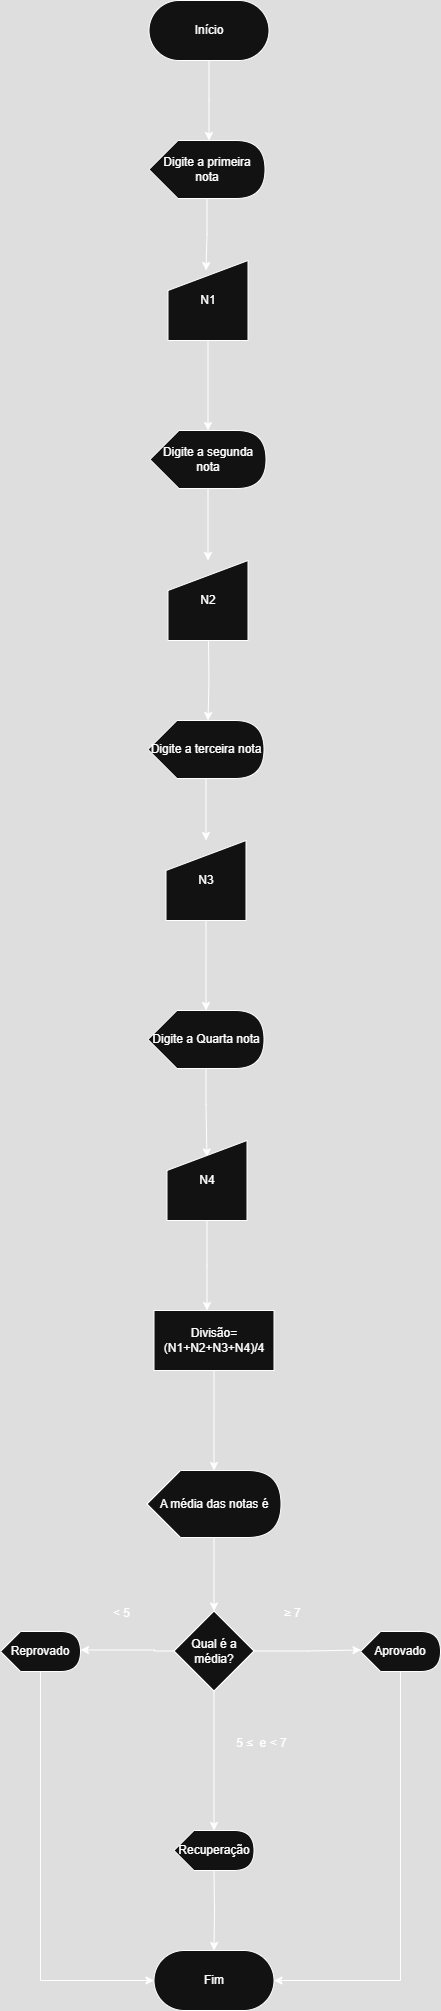 Início
Digite a primeira
nota
N1
Digite a segunda
nota
N2
Digite a terceira nota
N3
Digite a Quarta nota
N4
Divisão=
(N1+N2+N3+N4)/4
A média das notas é
< 5
≥ 7
Reprovado
Qual é a
média?
Aprovado
5 ≤ e < 7
Recuperação
Fim